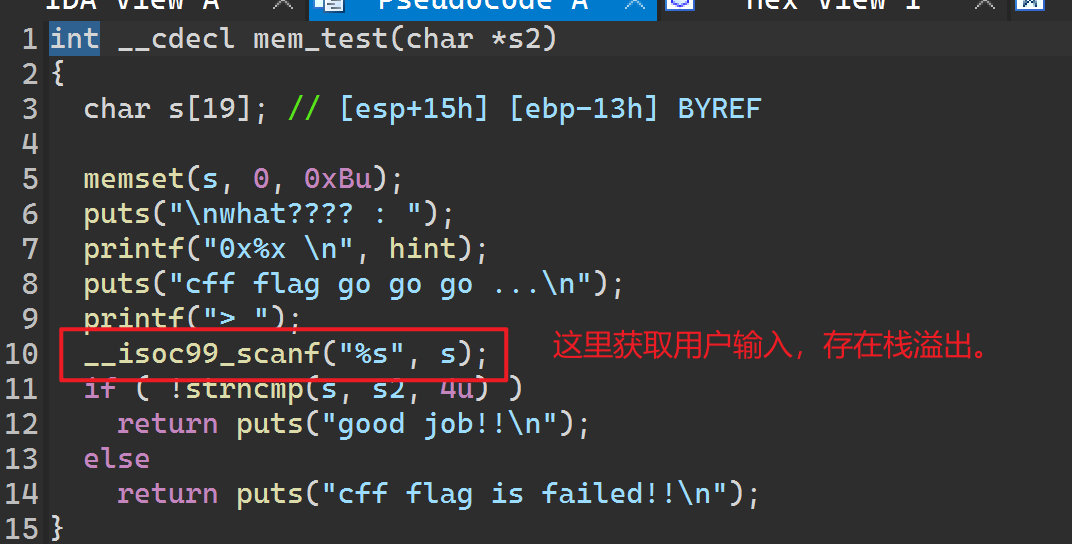 IDA View A Pseudocode A Hex View 1
1 int __cdecl mem_test(char *s2)
2 {
3 char s[19]; // [esp+15h] [ebp-13h] BYREF
4
5 memset(s, 0, 0xBu);
6 puts("\nwhat???? : ");
7 printf("0x%x \n", hint);
8 puts("cff flag go go go ...\n");
9 printf("> ");
10 __isoc99_scanf("%s", s); 这里获取用户输入，存在栈溢出。
11 if ( !strncmp(s, s2, 4u) )
12 return puts("good job!!\n");
13 else
14 return puts("cff flag is failed!!\n");
15 }